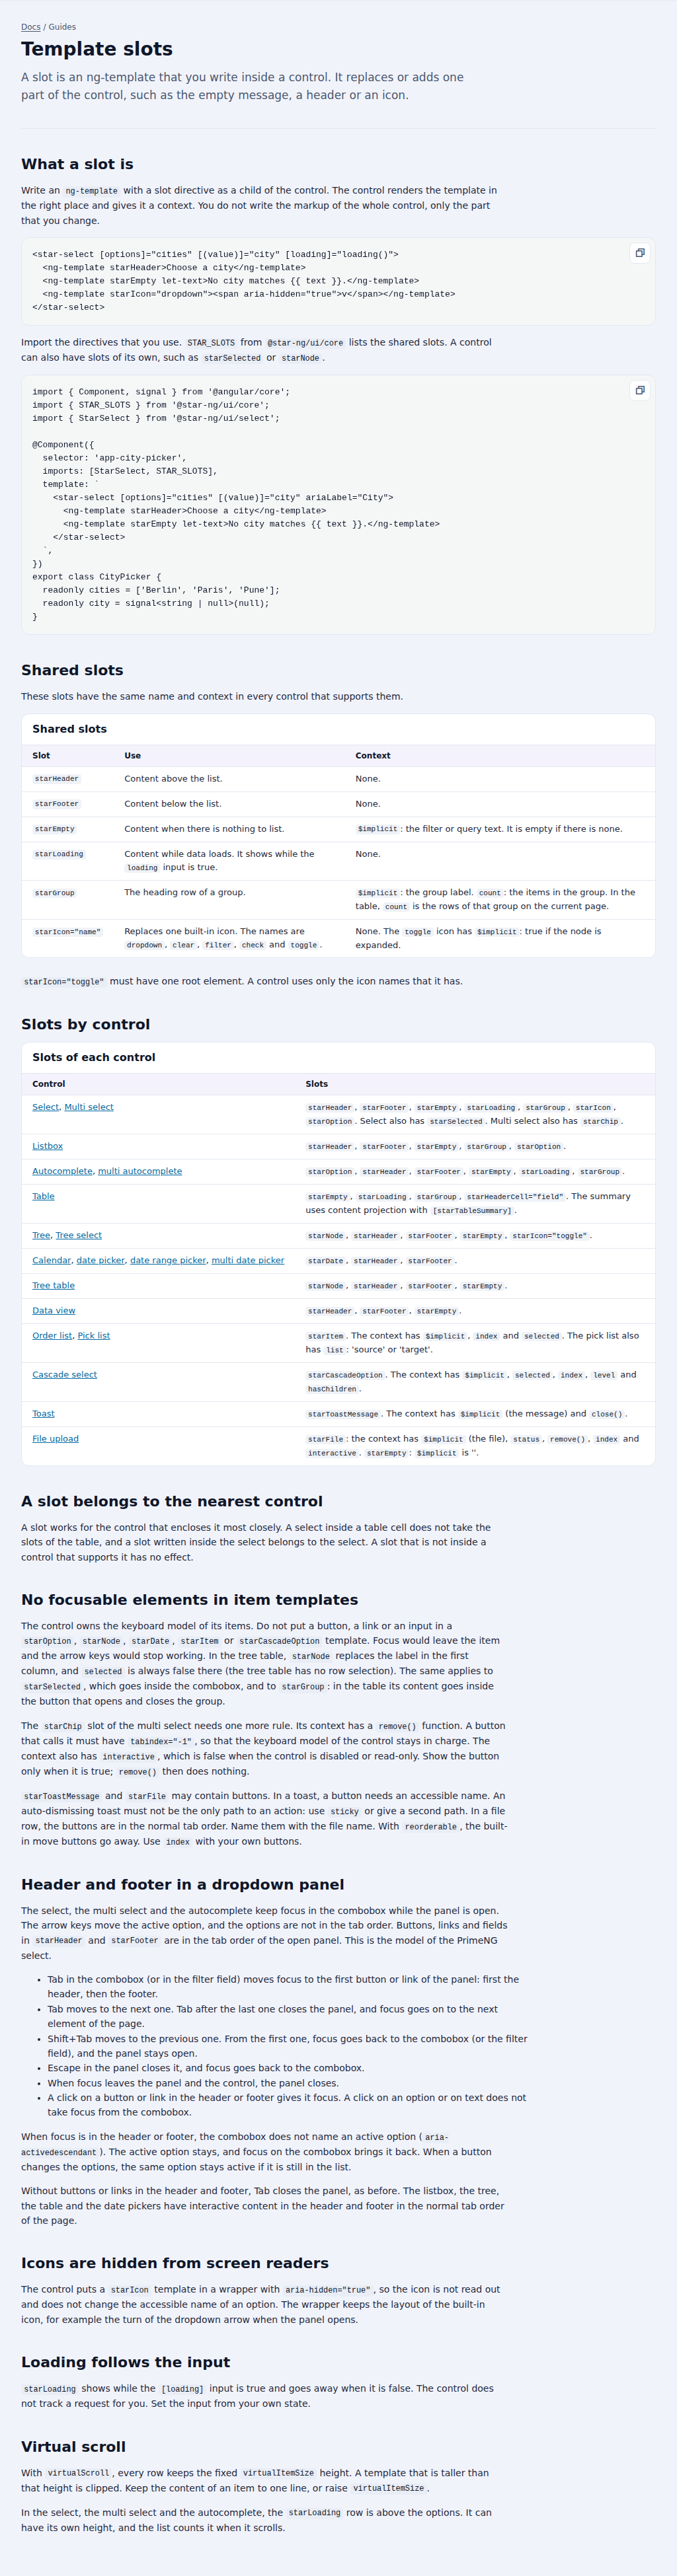 Docs / Guides
Template slots
A slot is an ng-template that you write inside a control. It replaces or adds one
part of the control, such as the empty message, a header or an icon.
What a slot is
Write an ng-template with a slot directive as a child of the control. The control renders the template in
the right place and gives it a context. You do not write the markup of the whole control, only the part
that you change.
<star-select [options]="cities" [(value)]="city" [loading]="loading()">
  <ng-template starHeader>Choose a city</ng-template>
  <ng-template starEmpty let-text>No city matches {{ text }}.</ng-template>
  <ng-template starIcon="dropdown"><span aria-hidden="true">v</span></ng-template>
</star-select>
Import the directives that you use. STAR_SLOTS from @star-ng/ui/core lists the shared slots. A control
can also have slots of its own, such as starSelected or starNode.
import { Component, signal } from '@angular/core';
import { STAR_SLOTS } from '@star-ng/ui/core';
import { StarSelect } from '@star-ng/ui/select';
@Component({
  selector: 'app-city-picker',
  imports: [StarSelect, STAR_SLOTS],
  template: `
    <star-select [options]="cities" [(value)]="city" ariaLabel="City">
      <ng-template starHeader>Choose a city</ng-template>
      <ng-template starEmpty let-text>No city matches {{ text }}.</ng-template>
    </star-select>
  `,
})
export class CityPicker {
  readonly cities = ['Berlin', 'Paris', 'Pune'];
  readonly city = signal<string | null>(null);
}
Shared slots
These slots have the same name and context in every control that supports them.
Shared slots
Slot Use Context
starHeader Content above the list. None.
starFooter Content below the list. None.
starEmpty Content when there is nothing to list. $implicit: the filter or query text. It is empty if there is none.
starLoading Content while data loads. It shows while the None.
loading input is true.
starGroup The heading row of a group. $implicit: the group label. count: the items in the group. In the
table, count is the rows of that group on the current page.
starIcon="name" Replaces one built-in icon. The names are None. The toggle icon has $implicit: true if the node is
dropdown, clear, filter, check and toggle. expanded.
starIcon="toggle" must have one root element. A control uses only the icon names that it has.
Slots by control
Slots of each control
Control Slots
Select, Multi select starHeader, starFooter, starEmpty, starLoading, starGroup, starIcon,
starOption. Select also has starSelected. Multi select also has starChip.
Listbox starHeader, starFooter, starEmpty, starGroup, starOption.
Autocomplete, multi autocomplete starOption, starHeader, starFooter, starEmpty, starLoading, starGroup.
Table starEmpty, starLoading, starGroup, starHeaderCell="field". The summary
uses content projection with [starTableSummary].
Tree, Tree select starNode, starHeader, starFooter, starEmpty, starIcon="toggle".
Calendar, date picker, date range picker, multi date picker starDate, starHeader, starFooter.
Tree table starNode, starHeader, starFooter, starEmpty.
Data view starHeader, starFooter, starEmpty.
Order list, Pick list starItem. The context has $implicit, index and selected. The pick list also
has list: 'source' or 'target'.
Cascade select starCascadeOption. The context has $implicit, selected, index, level and
hasChildren.
Toast starToastMessage. The context has $implicit (the message) and close().
File upload starFile: the context has $implicit (the file), status, remove(), index and
interactive. starEmpty: $implicit is ''.
A slot belongs to the nearest control
A slot works for the control that encloses it most closely. A select inside a table cell does not take the
slots of the table, and a slot written inside the select belongs to the select. A slot that is not inside a
control that supports it has no effect.
No focusable elements in item templates
The control owns the keyboard model of its items. Do not put a button, a link or an input in a
starOption, starNode, starDate, starItem or starCascadeOption template. Focus would leave the item
and the arrow keys would stop working. In the tree table, starNode replaces the label in the first
column, and selected is always false there (the tree table has no row selection). The same applies to
starSelected, which goes inside the combobox, and to starGroup: in the table its content goes inside
the button that opens and closes the group.
The starChip slot of the multi select needs one more rule. Its context has a remove() function. A button
that calls it must have tabindex="-1", so that the keyboard model of the control stays in charge. The
context also has interactive, which is false when the control is disabled or read-only. Show the button
only when it is true; remove() then does nothing.
starToastMessage and starFile may contain buttons. In a toast, a button needs an accessible name. An
auto-dismissing toast must not be the only path to an action: use sticky or give a second path. In a file
row, the buttons are in the normal tab order. Name them with the file name. With reorderable, the built-
in move buttons go away. Use index with your own buttons.
Header and footer in a dropdown panel
The select, the multi select and the autocomplete keep focus in the combobox while the panel is open.
The arrow keys move the active option, and the options are not in the tab order. Buttons, links and fields
in starHeader and starFooter are in the tab order of the open panel. This is the model of the PrimeNG
select.
• Tab in the combobox (or in the filter field) moves focus to the first button or link of the panel: first the
header, then the footer.
• Tab moves to the next one. Tab after the last one closes the panel, and focus goes on to the next
element of the page.
• Shift+Tab moves to the previous one. From the first one, focus goes back to the combobox (or the filter
field), and the panel stays open.
• Escape in the panel closes it, and focus goes back to the combobox.
• When focus leaves the panel and the control, the panel closes.
• A click on a button or link in the header or footer gives it focus. A click on an option or on text does not
take focus from the combobox.
When focus is in the header or footer, the combobox does not name an active option (aria-
activedescendant). The active option stays, and focus on the combobox brings it back. When a button
changes the options, the same option stays active if it is still in the list.
Without buttons or links in the header and footer, Tab closes the panel, as before. The listbox, the tree,
the table and the date pickers have interactive content in the header and footer in the normal tab order
of the page.
Icons are hidden from screen readers
The control puts a starIcon template in a wrapper with aria-hidden="true", so the icon is not read out
and does not change the accessible name of an option. The wrapper keeps the layout of the built-in
icon, for example the turn of the dropdown arrow when the panel opens.
Loading follows the input
starLoading shows while the [loading] input is true and goes away when it is false. The control does
not track a request for you. Set the input from your own state.
Virtual scroll
With virtualScroll, every row keeps the fixed virtualItemSize height. A template that is taller than
that height is clipped. Keep the content of an item to one line, or raise virtualItemSize.
In the select, the multi select and the autocomplete, the starLoading row is above the options. It can
have its own height, and the list counts it when it scrolls.